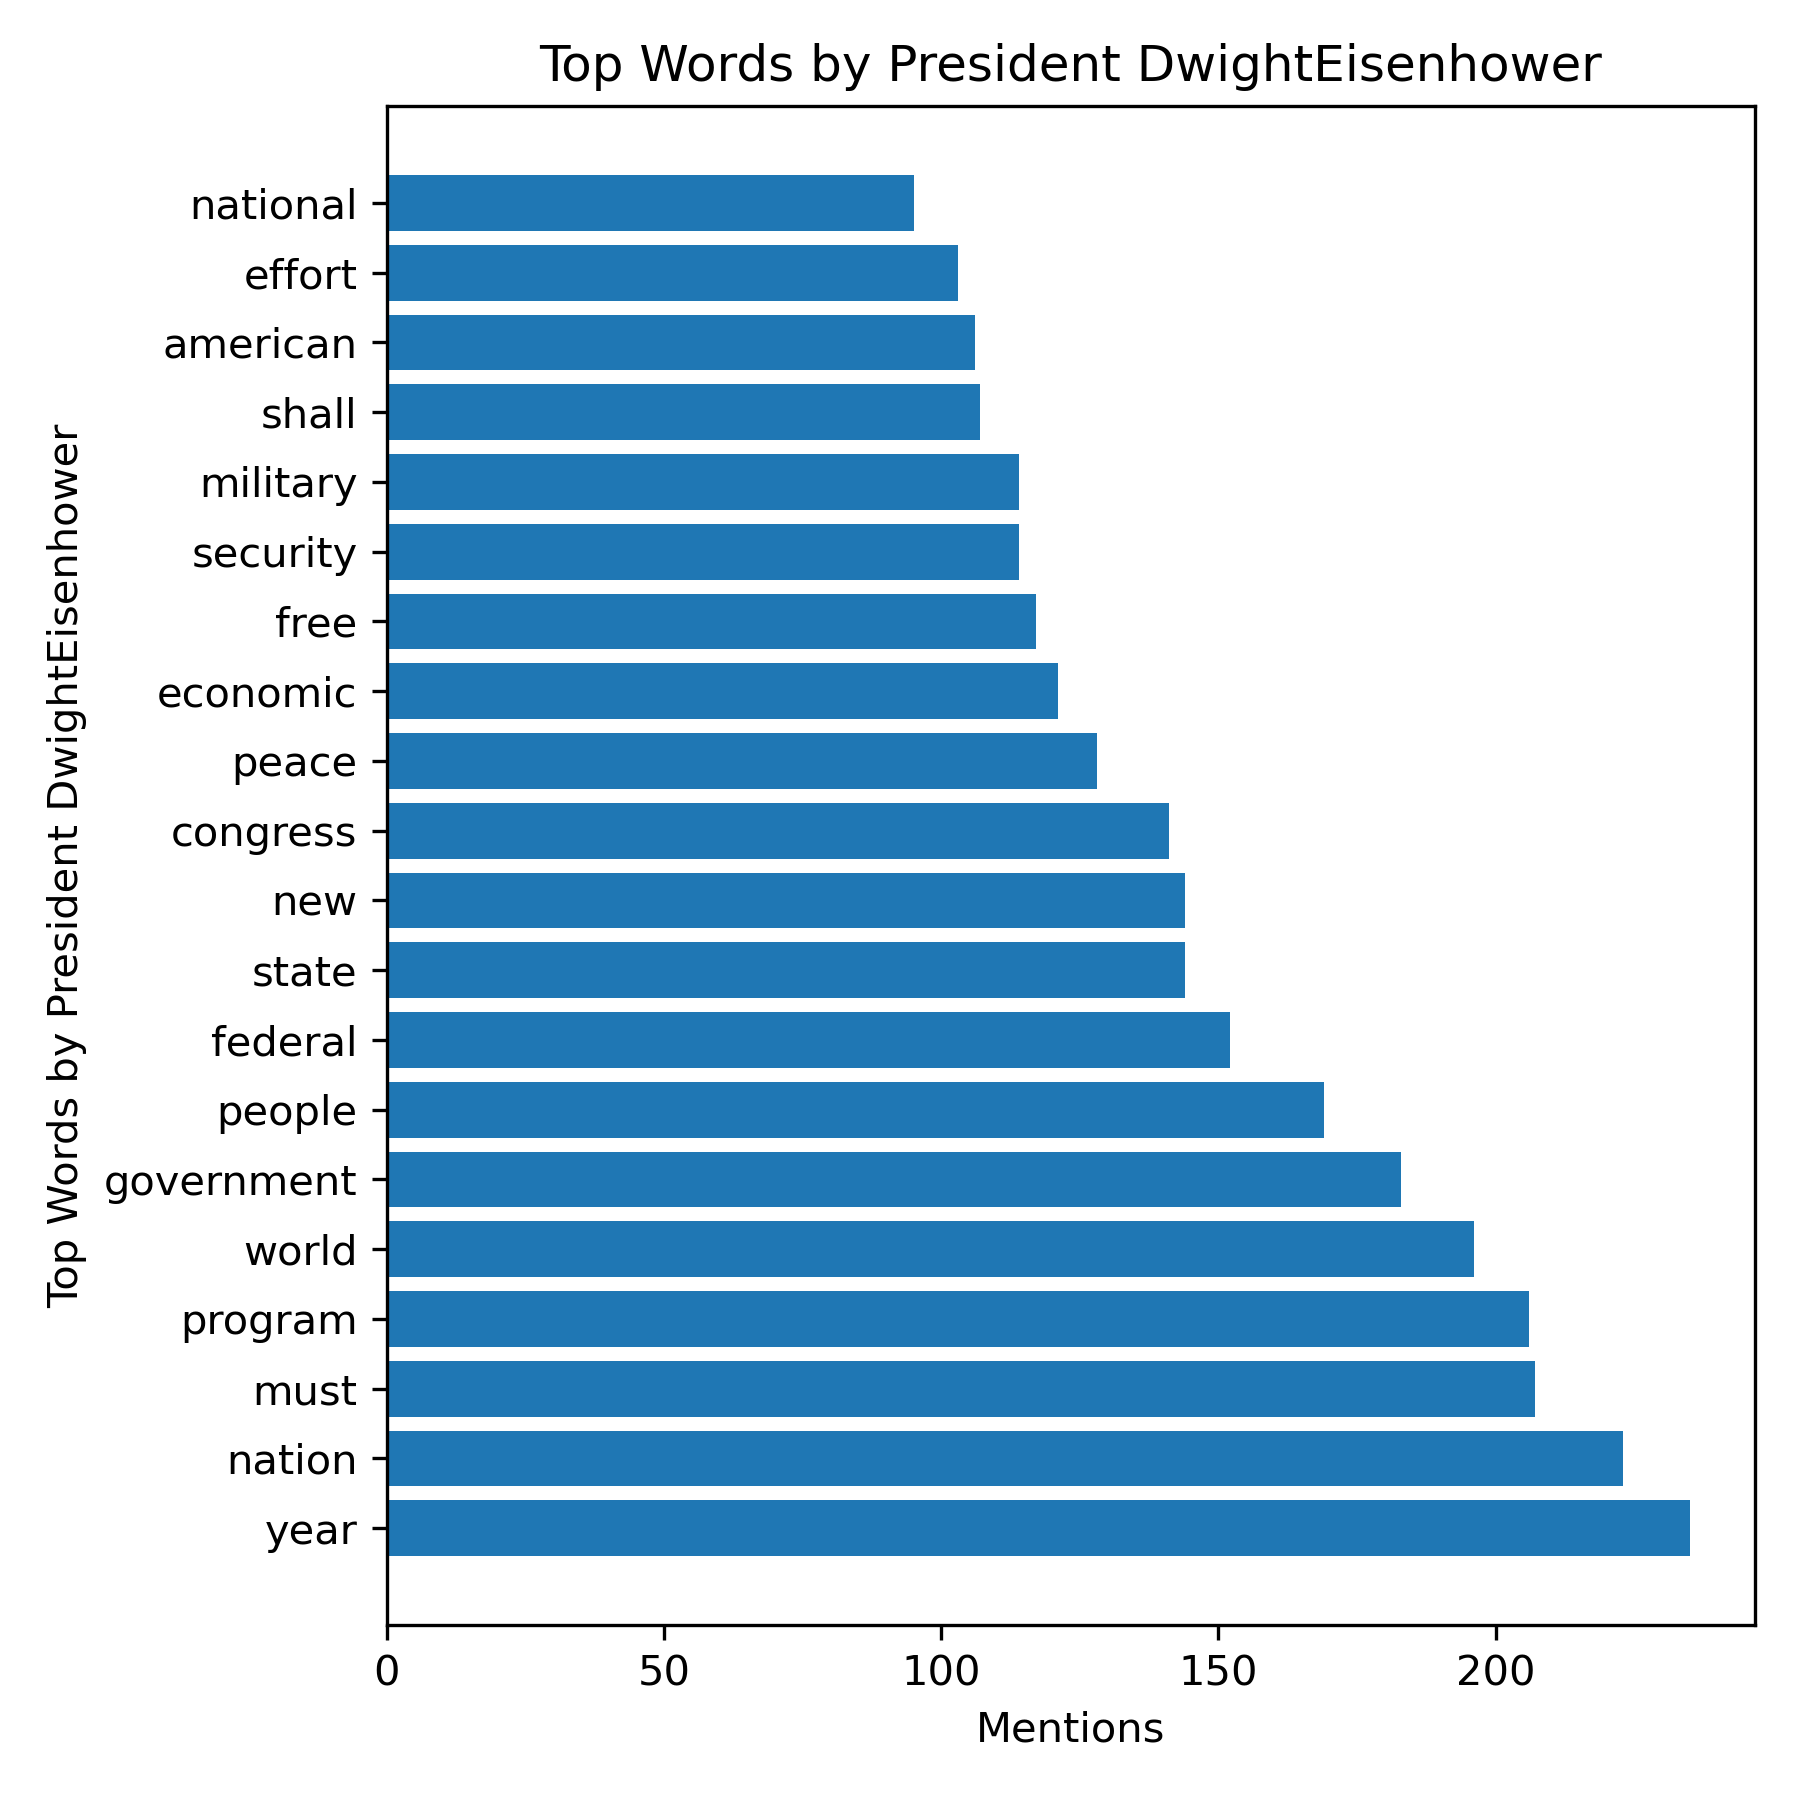 Top Words by President DwightEisenhower
Top Words by President DwightEisenhower
national
effort
american
shall
military
security
free
economic
peace
congress
new
state
federal
people
government
world
program
must
nation
year
0 50 100 150 200
Mentions